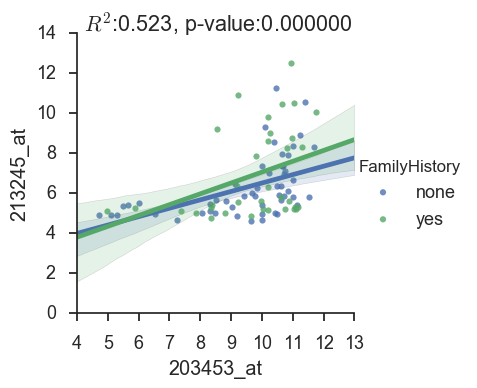 R²:0.523, p-value:0.000000
14
12
10
8
6
4
2
0
213245_at
4 5 6 7 8 9 10 11 12 13
203453_at
FamilyHistory
none
yes